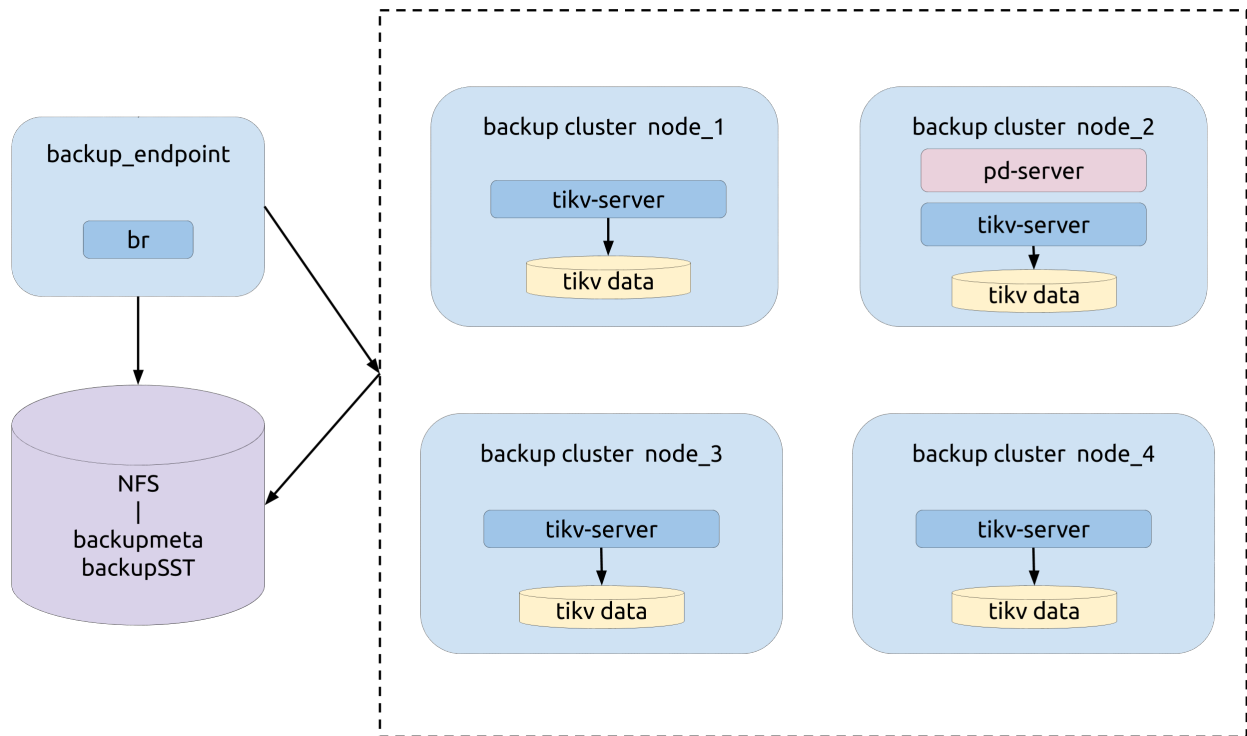 backup_endpoint
br
NFS
|
backupmeta
backupSST
backup cluster node_1
tikv-server
tikv data
backup cluster node_2
pd-server
tikv-server
tikv data
backup cluster node_3
tikv-server
tikv data
backup cluster node_4
tikv-server
tikv data